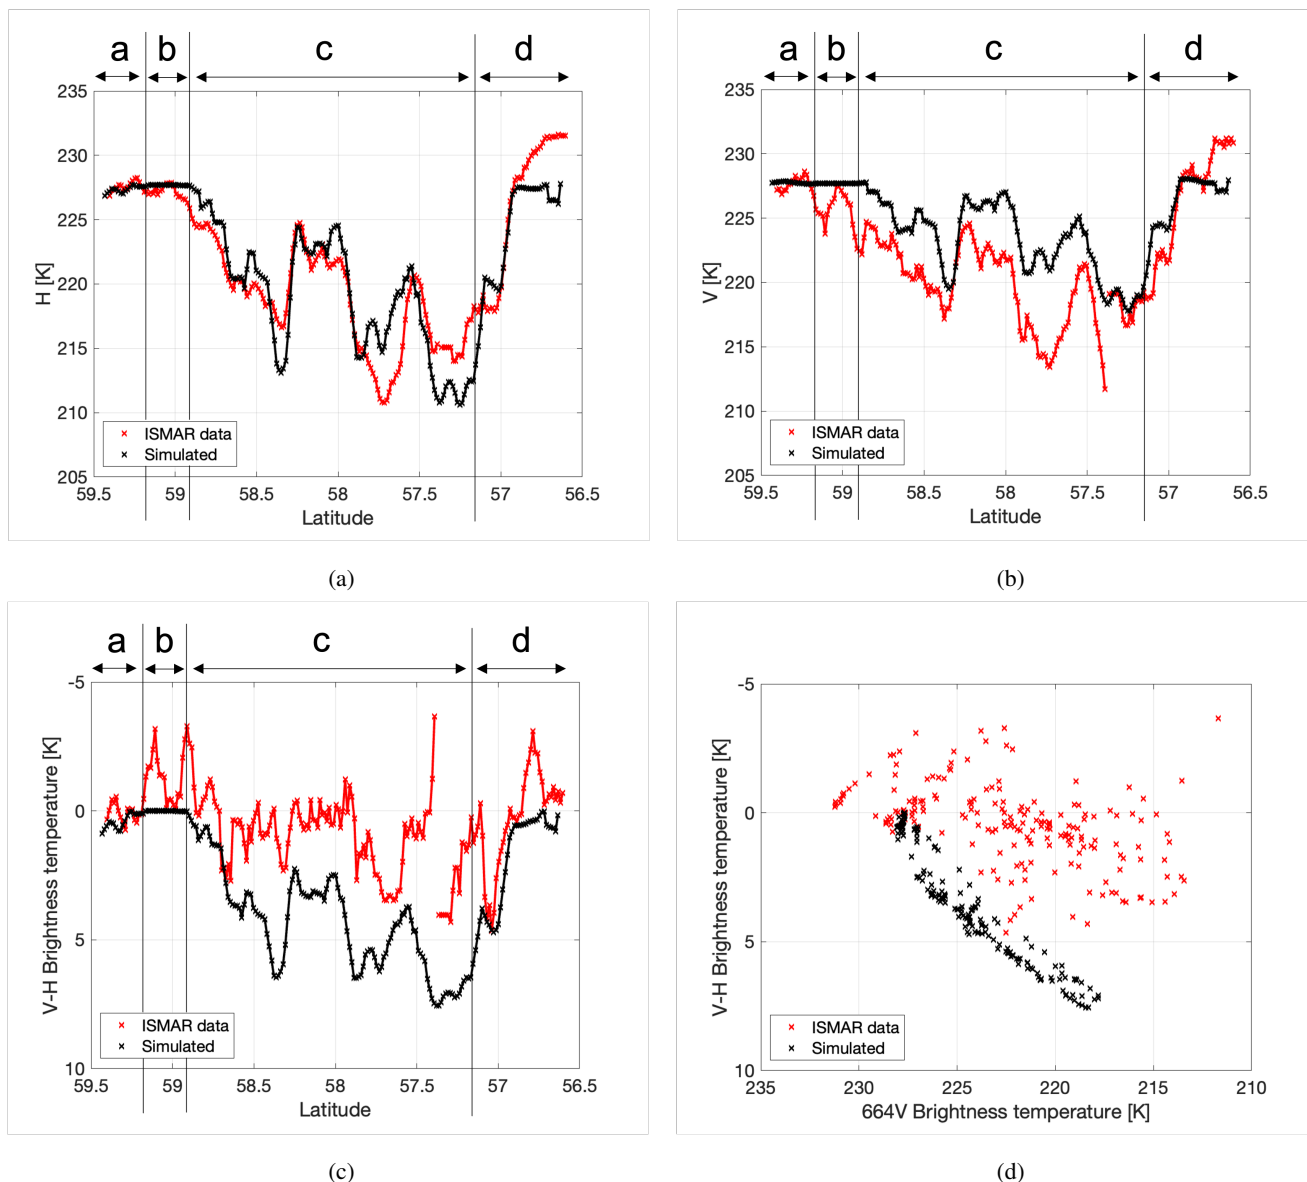 a b c d
235
230
225
220
215
210
205
H [K]
ISMAR data
Simulated
59.5 59 58.5 58 57.5 57 56.5
Latitude
(a)
a b c d
235
230
225
220
215
210
205
V [K]
ISMAR data
Simulated
59.5 59 58.5 58 57.5 57 56.5
Latitude
(b)
a b c d
-5
0
5
10
V-H Brightness temperature [K]
ISMAR data
Simulated
59.5 59 58.5 58 57.5 57 56.5
Latitude
(c)
-5
0
5
10
V-H Brightness temperature [K]
ISMAR data
Simulated
235 230 225 220 215 210
664V Brightness temperature [K]
(d)